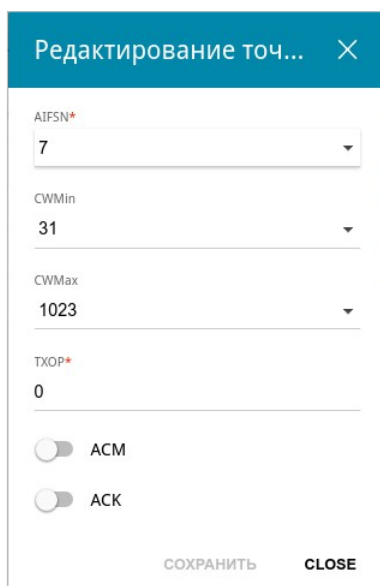 Редактирование точ...
AIFSN*
7
CWMin
31
CWMax
1023
TXOP*
0
ACM
ACK
СОХРАНИТЬ CLOSE